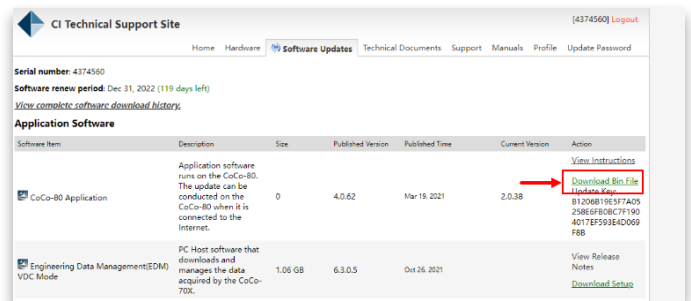 CI Technical Support Site
[4374560] Logout
Home Hardware Software Updates Technical Documents Support Manuals Profile Update Password
Serial number: 4374560
Software renew period: Dec 31, 2022 (119 days left)
View complete software download history.
Application Software
Software Item Description Size Published Version Published Time Current Version Action
CoCo-80 Application
Application software
runs on the CoCo-80.
The update can be
conducted on the
CoCo-80 when it is
connected to the
Internet.
0
4.0.62
Mar 19, 2021
2.0.38
View Instructions
Download Bin File
Update Key:
B1206B19E5F7A05
258E6FB0BC7F190
4017EF593E4D069
F8B
Engineering Data Management(EDM)
VDC Mode
PC Host software that
downloads and
manages the data
acquired by the CoCo-
70X.
1.06 GB
6.3.0.5
Oct 26, 2021
View Release
Notes
Download Setup